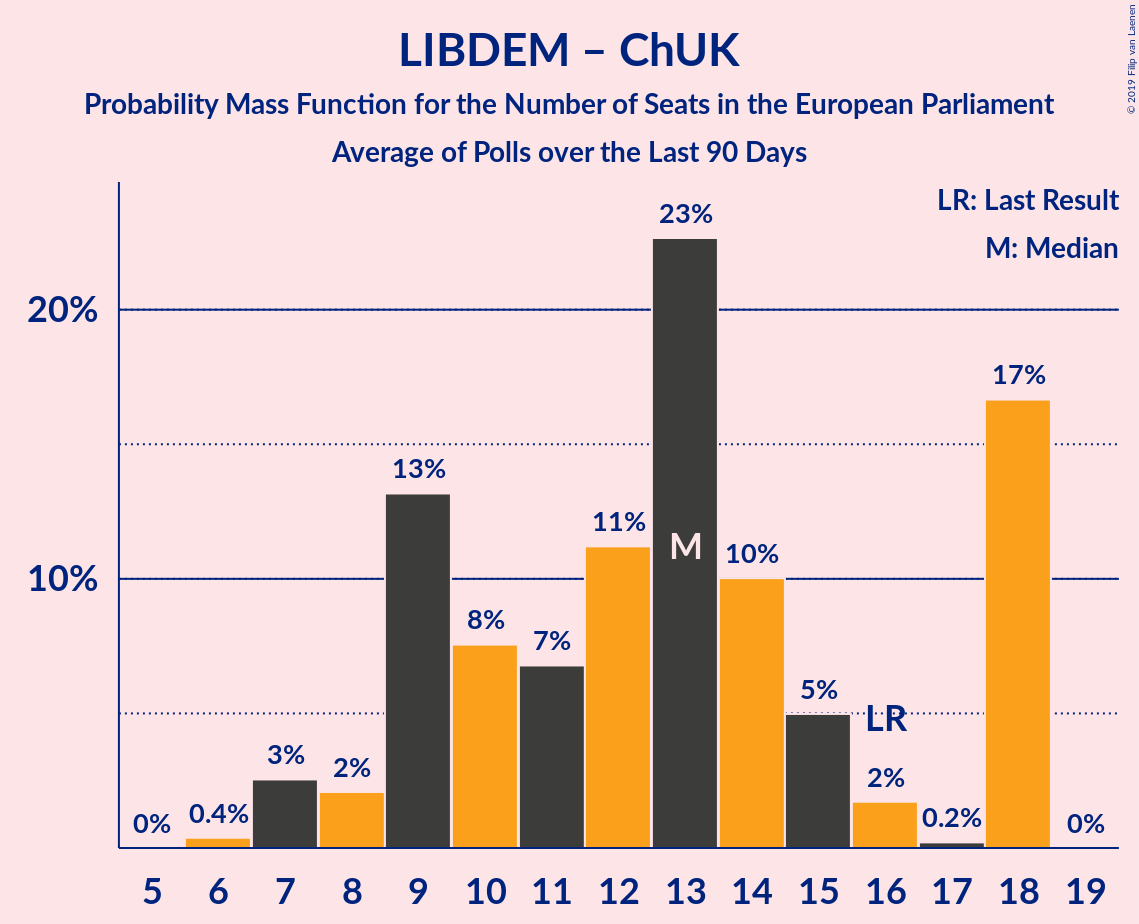 LIBDEM – ChUK
Probability Mass Function for the Number of Seats in the European Parliament
Average of Polls over the Last 90 Days
© 2019 Filip van Laenen
LR: Last Result
M: Median
20%
10%
0%
0.4%
3%
2%
13%
8%
7%
11%
23%
M
10%
5%
LR
2%
0.2%
17%
0%
5 6 7 8 9 10 11 12 13 14 15 16 17 18 19